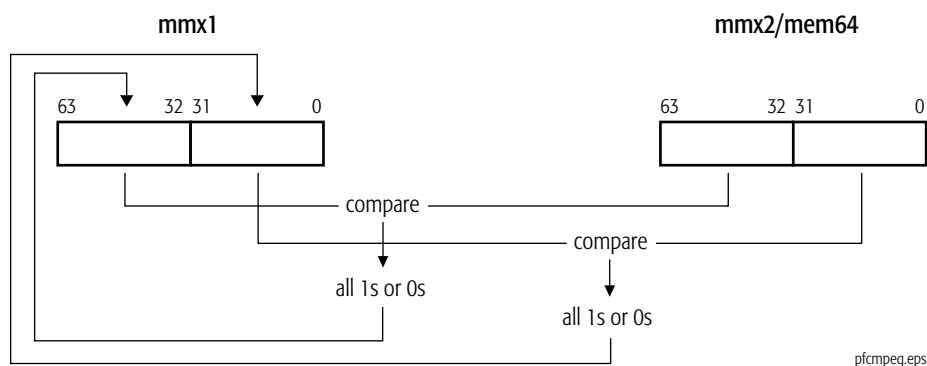 mmx1 mmx2/mem64
63 32 31 0 63 32 31 0
compare
compare
all 1s or 0s
all 1s or 0s
pfcmpeq.eps